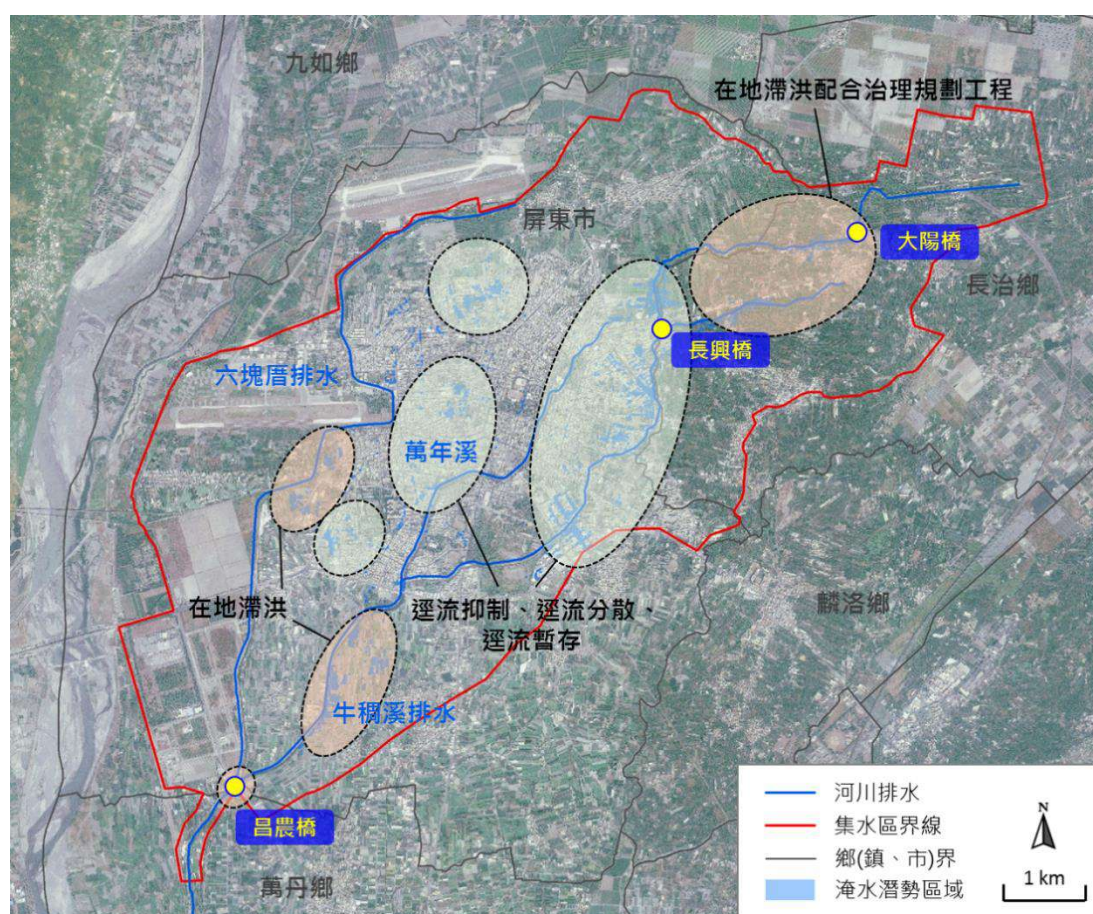 九如鄉
在地滯洪配合治理規劃工程
屏東市
大陽橋
長治鄉
長興橋
六塊厝排水
萬年溪
在地滯洪
逕流抑制、逕流分散、
逕流暫存
麟洛鄉
牛稠溪排水
昌農橋
萬丹鄉
河川排水
集水區界線
鄉(鎮、市)界
淹水潛勢區域
N
1 km